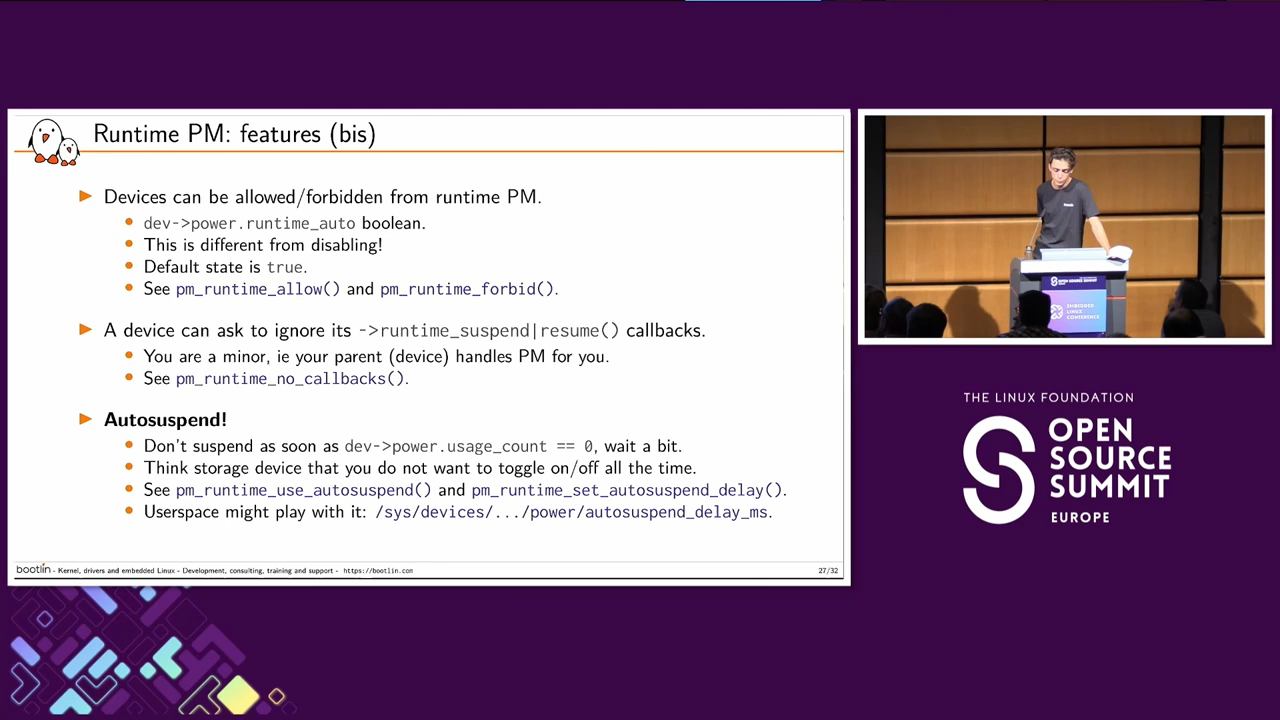 Runtime PM: features (bis)
Devices can be allowed/forbidden from runtime PM.
dev->power.runtime_auto boolean.
This is different from disabling!
Default state is true.
See pm_runtime_allow() and pm_runtime_forbid().
A device can ask to ignore its ->runtime_suspend|resume() callbacks.
You are a minor, ie your parent (device) handles PM for you.
See pm_runtime_no_callbacks().
Autosuspend!
Don't suspend as soon as dev->power.usage_count == 0, wait a bit.
Think storage device that you do not want to toggle on/off all the time.
See pm_runtime_use_autosuspend() and pm_runtime_set_autosuspend_delay().
Userspace might play with it: /sys/devices/.../power/autosuspend_delay_ms.
bootlin - Kernel, drivers and embedded Linux - Development, consulting, training and support - https://bootlin.com
27/32
OPEN SOURCE SUMMIT
EMBEDDED
LINUX
CONFERENCE
THE LINUX FOUNDATION
OPEN
SOURCE
SUMMIT
EUROPE